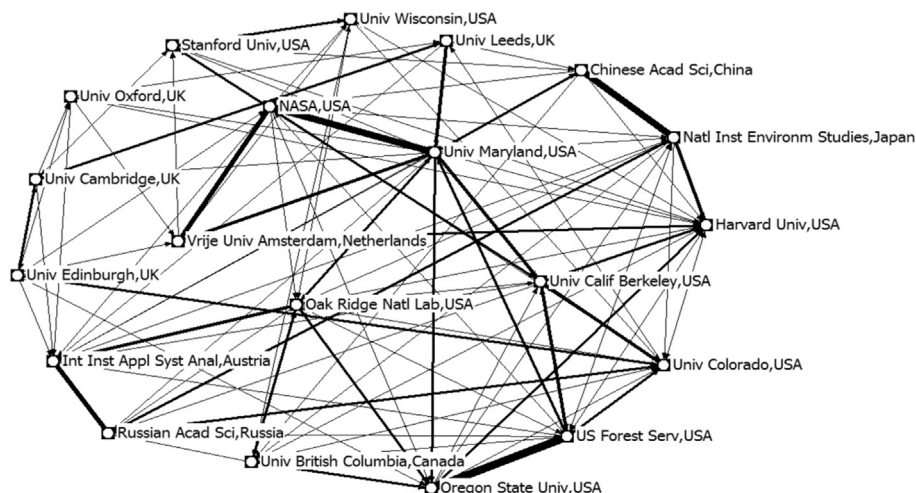 Univ Wisconsin,USA
Stanford Univ,USA
Univ Leeds,UK
Chinese Acad Sci,China
Univ Oxford,UK
NASA,USA
Natl Inst Environm Studies,Japan
Univ Maryland,USA
Univ Cambridge,UK
Harvard Univ,USA
Vrije Univ Amsterdam,Netherlands
Univ Edinburgh,UK
Univ Calif Berkeley,USA
Oak Ridge Natl Lab,USA
Int Inst Appl Syst Anal,Austria
Univ Colorado,USA
Russian Acad Sci,Russia
US Forest Serv,USA
Univ British Columbia,Canada
Oregon State Univ,USA